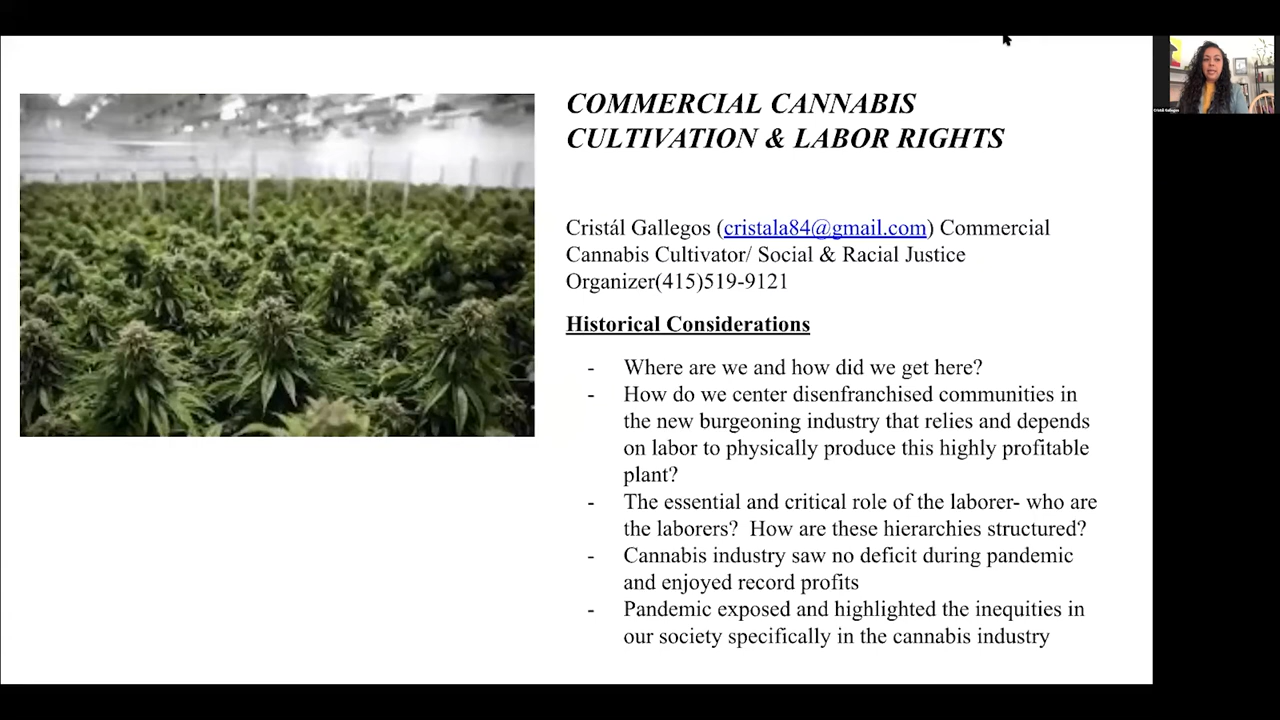 COMMERCIAL CANNABIS
CULTIVATION & LABOR RIGHTS
Cristál Gallegos (cristala84@gmail.com) Commercial
Cannabis Cultivator/ Social & Racial Justice
Organizer(415)519-9121
Historical Considerations
- Where are we and how did we get here?
- How do we center disenfranchised communities in
the new burgeoning industry that relies and depends
on labor to physically produce this highly profitable
plant?
- The essential and critical role of the laborer- who are
the laborers? How are these hierarchies structured?
- Cannabis industry saw no deficit during pandemic
and enjoyed record profits
- Pandemic exposed and highlighted the inequities in
our society specifically in the cannabis industry
Cristál Gallegos